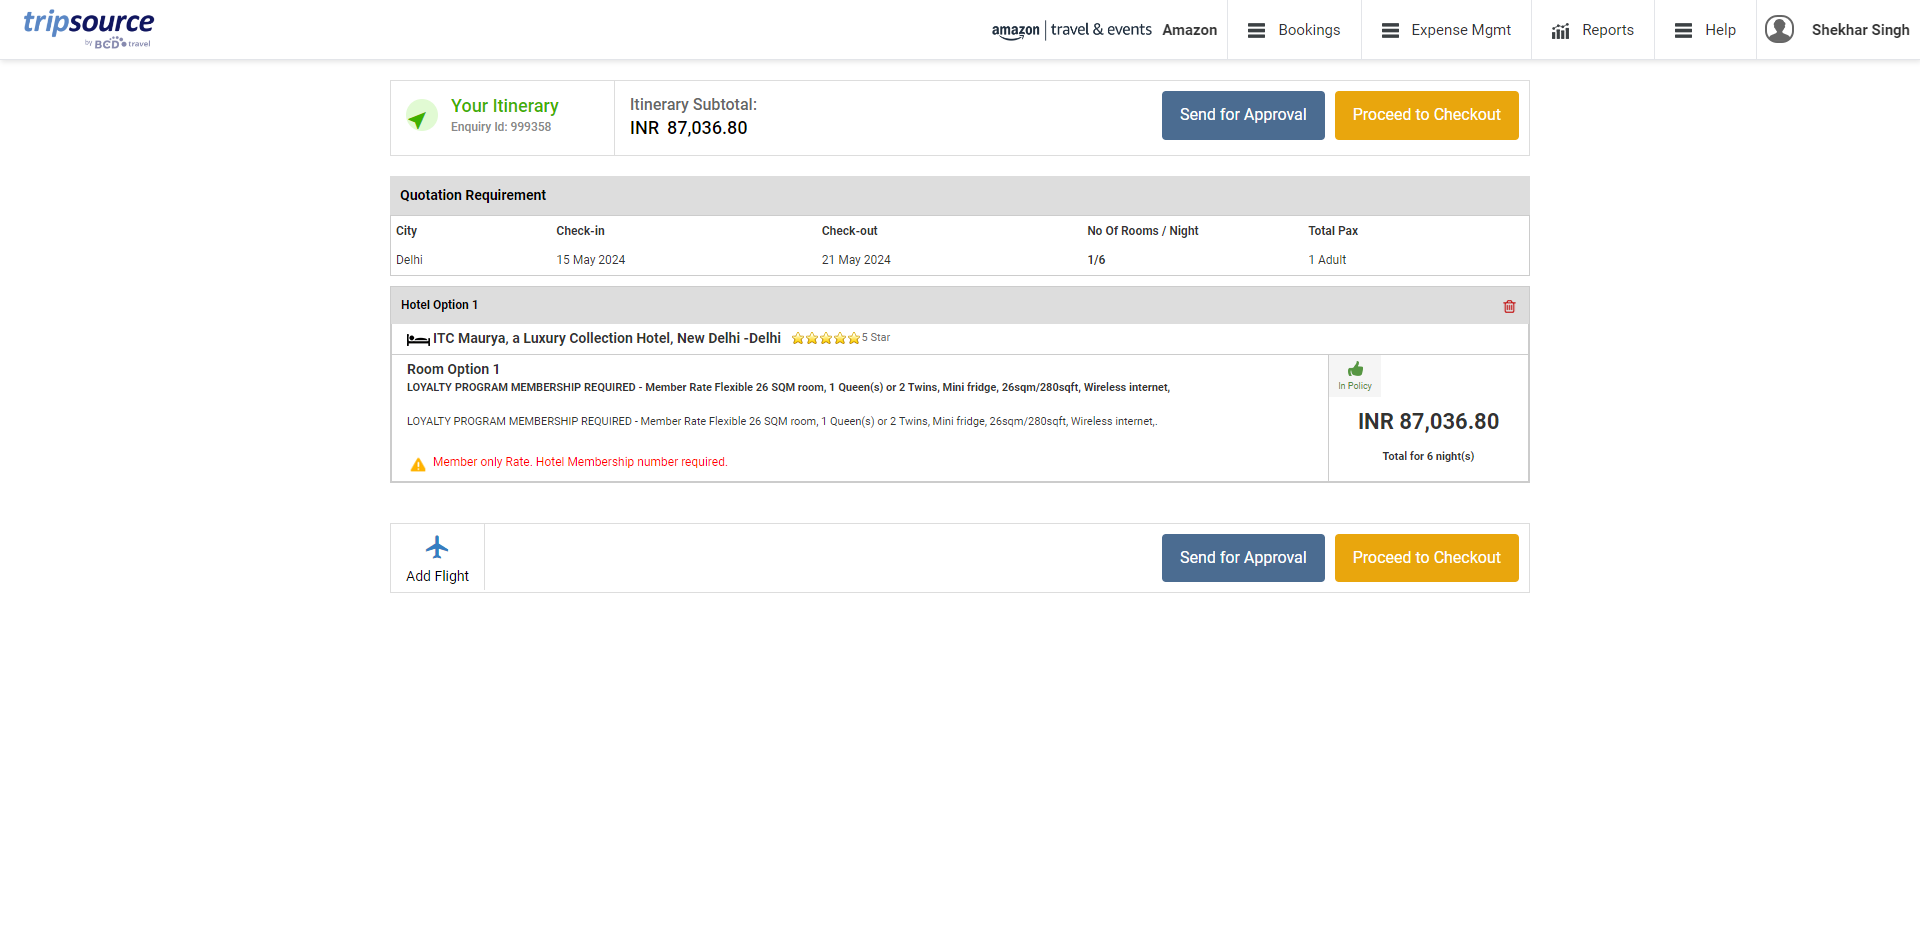 tripsource
by BCD travel
amazon | travel & events Amazon
Bookings
Expense Mgmt
Reports
Help
Shekhar Singh
Your Itinerary
Enquiry Id: 999358
Itinerary Subtotal:
INR 87,036.80
Send for Approval
Proceed to Checkout
Quotation Requirement
City Check-in Check-out No Of Rooms / Night Total Pax
Delhi 15 May 2024 21 May 2024 1/6 1 Adult
Hotel Option 1
ITC Maurya, a Luxury Collection Hotel, New Delhi -Delhi 5 Star
Room Option 1
LOYALTY PROGRAM MEMBERSHIP REQUIRED - Member Rate Flexible 26 SQM room, 1 Queen(s) or 2 Twins, Mini fridge, 26sqm/280sqft, Wireless internet,
LOYALTY PROGRAM MEMBERSHIP REQUIRED - Member Rate Flexible 26 SQM room, 1 Queen(s) or 2 Twins, Mini fridge, 26sqm/280sqft, Wireless internet,.
Member only Rate. Hotel Membership number required.
In Policy
INR 87,036.80
Total for 6 night(s)
Add Flight
Send for Approval
Proceed to Checkout